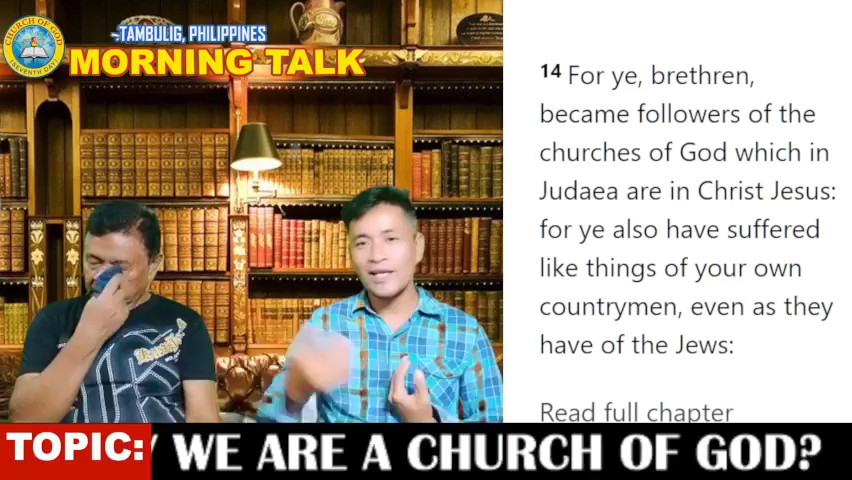 CHURCH OF GOD
(SEVENTH DAY)
~TAMBULIG, PHILIPPINES
MORNING TALK
14 For ye, brethren,
became followers of the
churches of God which in
Judaea are in Christ Jesus:
for ye also have suffered
like things of your own
countrymen, even as they
have of the Jews:
Read full chapter
TOPIC:
WE ARE A CHURCH OF GOD?